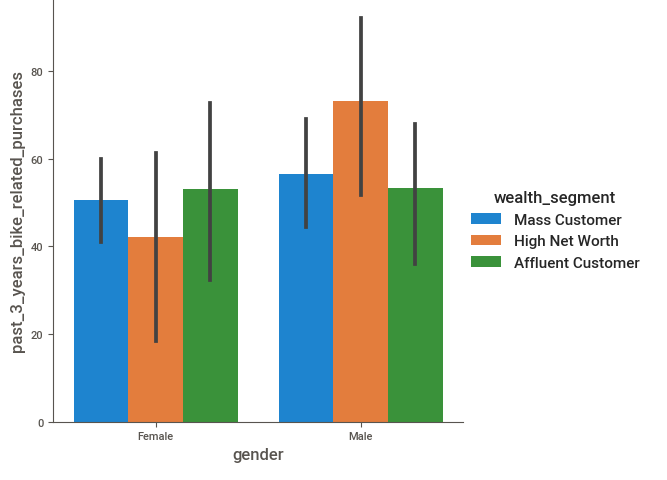 past_3_years_bike_related_purchases
80
60
40
20
0
Female
Male
gender
wealth_segment
Mass Customer
High Net Worth
Affluent Customer